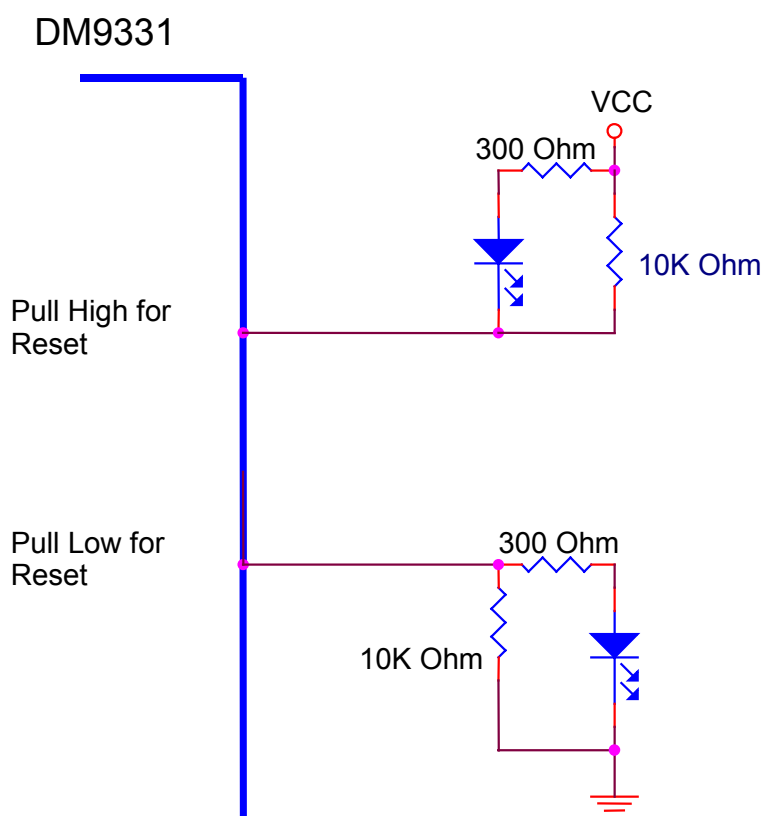 DM9331
VCC
300 Ohm
10K Ohm
Pull High for
Reset
Pull Low for
Reset
300 Ohm
10K Ohm